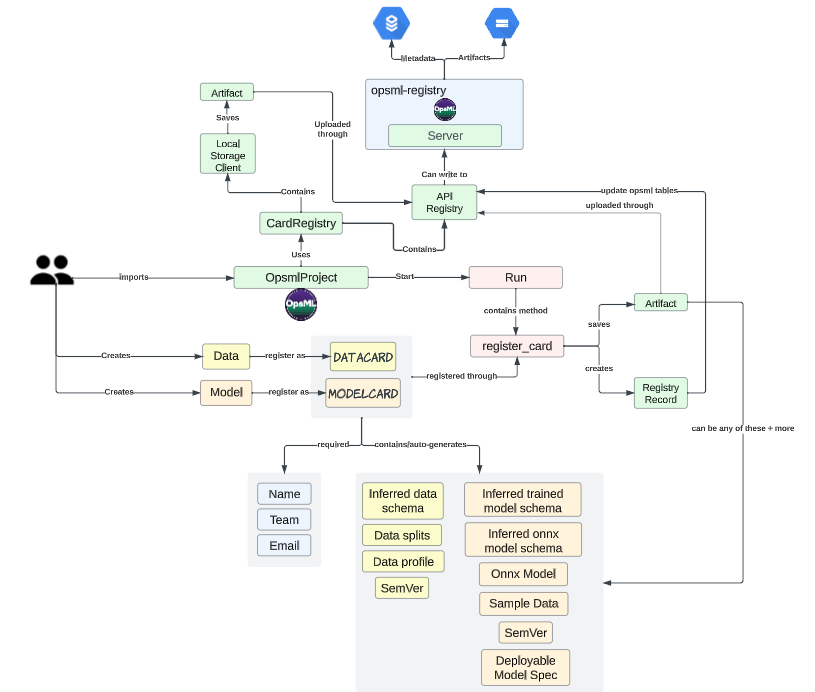 Metadata
Artifacts
opsml-registry
OpsML
Server
Artifact
Saves
Uploaded
through
Local
Storage
Client
Can write to
Contains
API
Registry
update opsml tables
uploaded through
CardRegistry
Contains
Uses
Imports
OpsmlProject
Start
Run
OpsML
contains method
Artifact
saves
register_card
creates
Registry
Record
Creates
Data
register as
DATACARD
Creates
Model
register as
MODELCARD
registered through
can be any of these + more
required
contains/auto-generates
Name
Team
Email
Inferred data
schema
Data splits
Data profile
SemVer
Inferred trained
model schema
Inferred onnx
model schema
Onnx Model
Sample Data
SemVer
Deployable
Model Spec